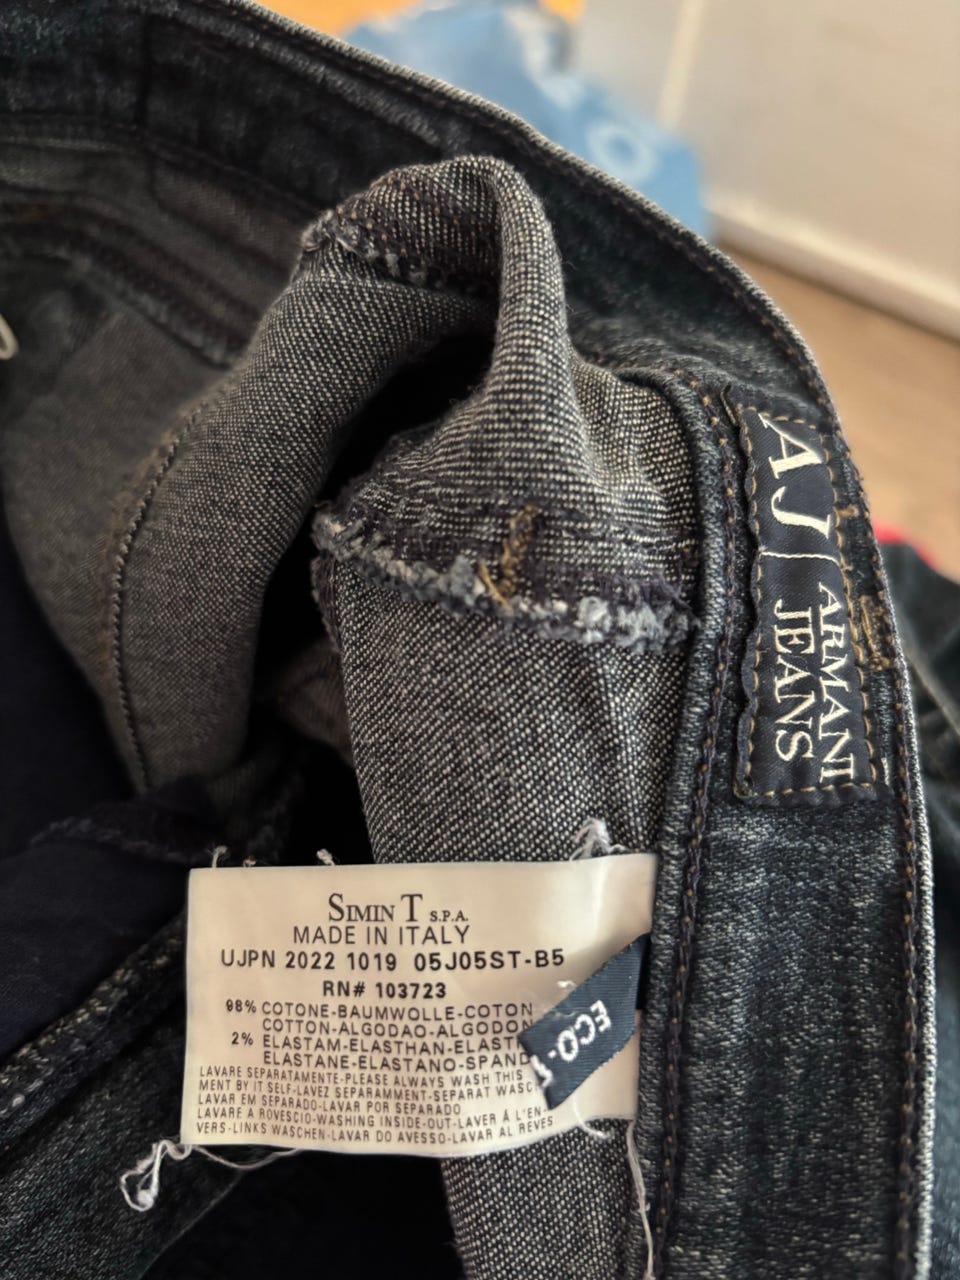 AJ ARMANI
JEANS
SIMIN T S.P.A.
MADE IN ITALY
UJPN 2022 1019 05J05ST-B5
RN# 103723
98% COTONE-BAUMWOLLE-COTON
COTTON-ALGODAO-ALGODON
2% ELASTAM-ELASTHAN-ELAST
ELASTANE-ELASTANO-SPAND
LAVARE SEPARATAMENTE-PLEASE ALWAYS WASH THIS
MENT BY IT SELF-LAVEZ SEPARAMMENT-SEPARAT WASC
LAVAR EM SEPARADO-LAVAR POR SEPARADO
LAVARE A ROVESCIO-WASHING INSIDE-OUT-LAVER Á L'EN-
VERS-LINKS WASCHEN-LAVAR DO AVESSO-LAVAR AL REVES
ECO-